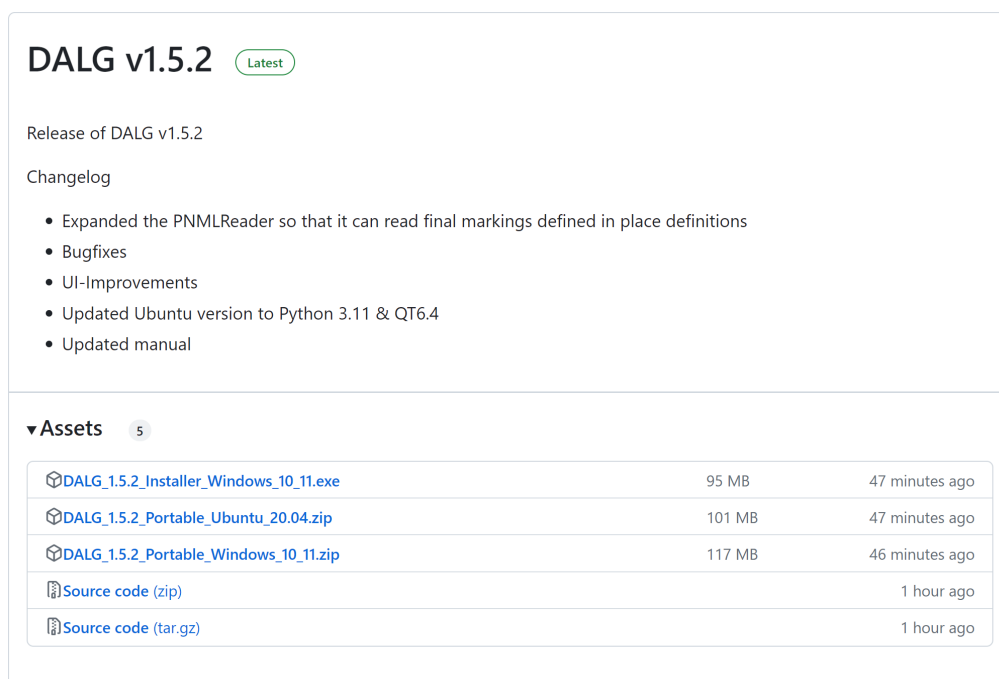 DALG v1.5.2 Latest
Release of DALG v1.5.2
Changelog
Expanded the PNMLReader so that it can read final markings defined in place definitions
Bugfixes
UI-Improvements
Updated Ubuntu version to Python 3.11 & QT6.4
Updated manual
Assets 5
DALG_1.5.2_Installer_Windows_10_11.exe 95 MB 47 minutes ago
DALG_1.5.2_Portable_Ubuntu_20.04.zip 101 MB 47 minutes ago
DALG_1.5.2_Portable_Windows_10_11.zip 117 MB 46 minutes ago
Source code (zip) 1 hour ago
Source code (tar.gz) 1 hour ago